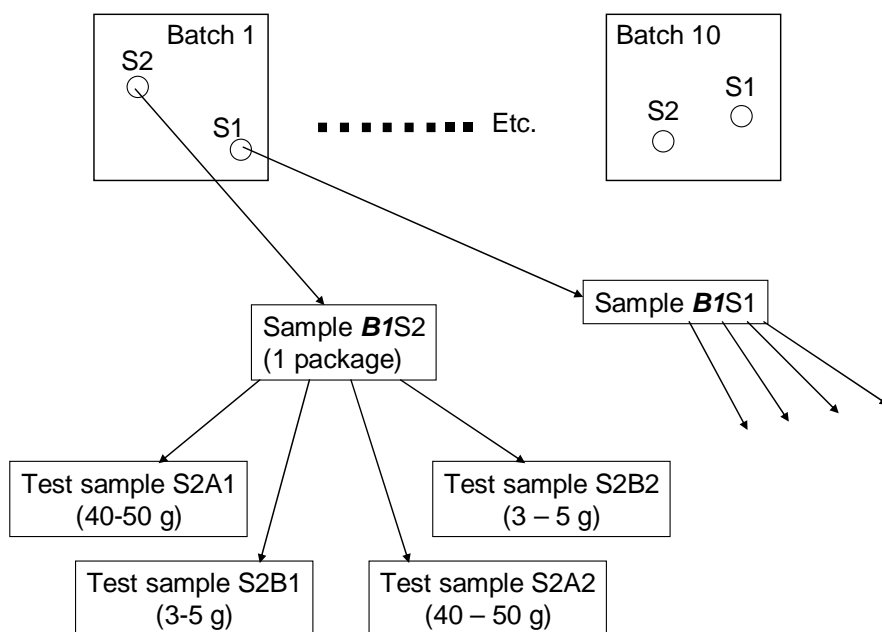 Batch 1
S2
S1
Etc.
Batch 10
S1
S2
Sample B1S2
(1 package)
Sample B1S1
Test sample S2A1
(40-50 g)
Test sample S2B2
(3 – 5 g)
Test sample S2B1
(3-5 g)
Test sample S2A2
(40 – 50 g)